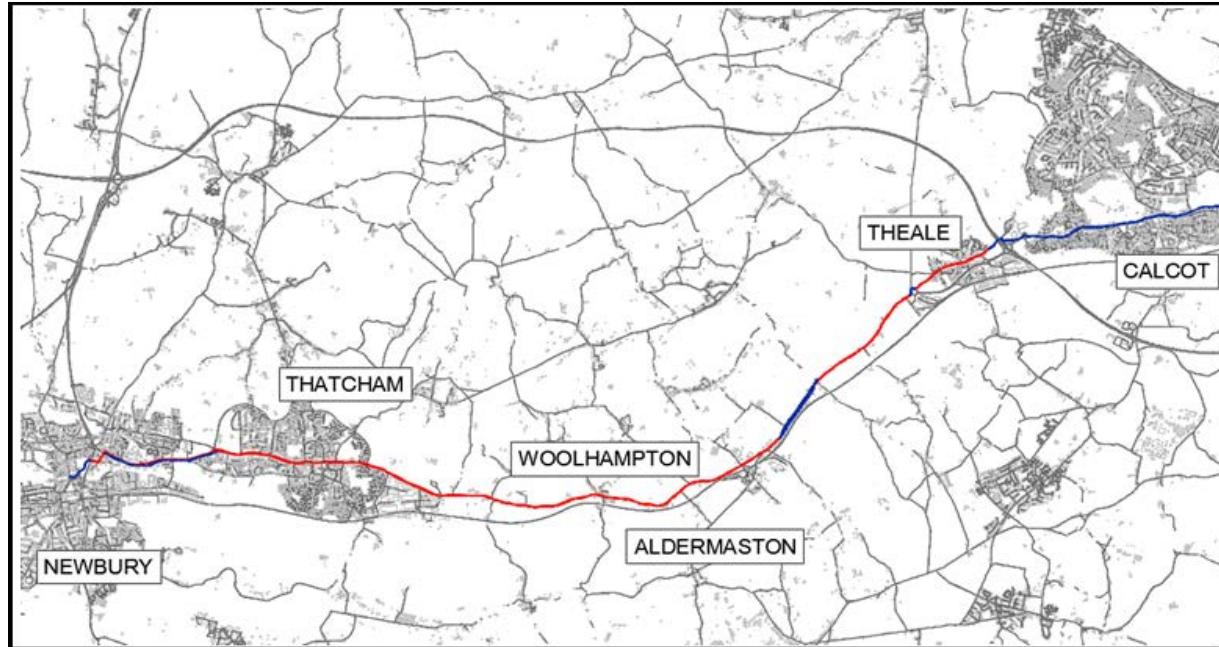 THEALE
CALCOT
THATCHAM
WOOLHAMPTON
ALDERMASTON
NEWBURY